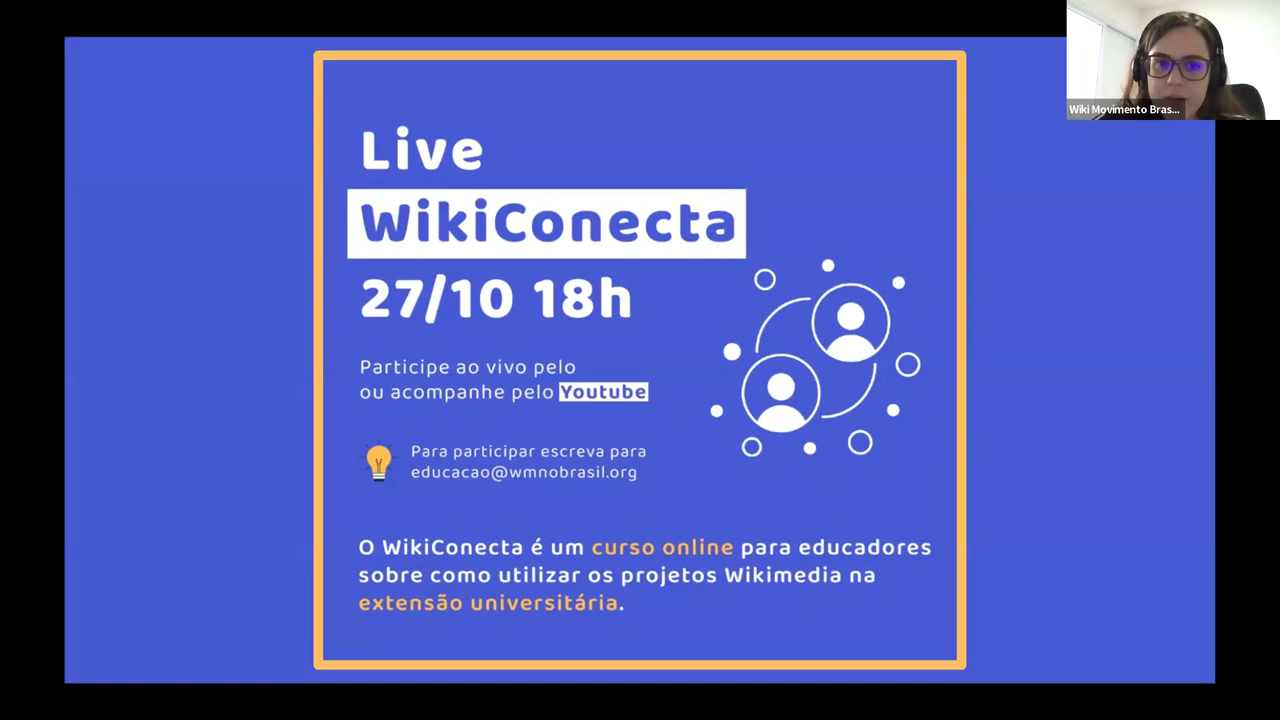 Wiki Movimento Bras...
Live
WikiConecta
27/10 18h
Participe ao vivo pelo
ou acompanhe pelo Youtube
Para participar escreva para
educacao@wmnobrasil.org
O WikiConecta é um curso online para educadores
sobre como utilizar os projetos Wikimedia na
extensão universitária.